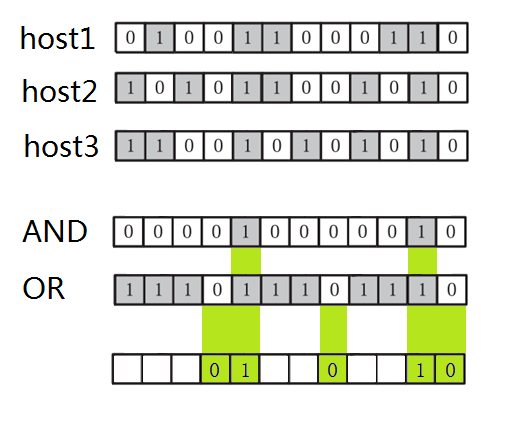 host1 0 1 0 0 1 1 0 0 0 1 1 0
host2 1 0 1 0 1 1 0 0 1 0 1 0
host3 1 1 0 0 1 0 1 0 1 0 1 0
AND 0 0 0 0 1 0 0 0 0 0 1 0
OR 1 1 1 0 1 1 1 0 1 1 1 0
0 1 0 1 0